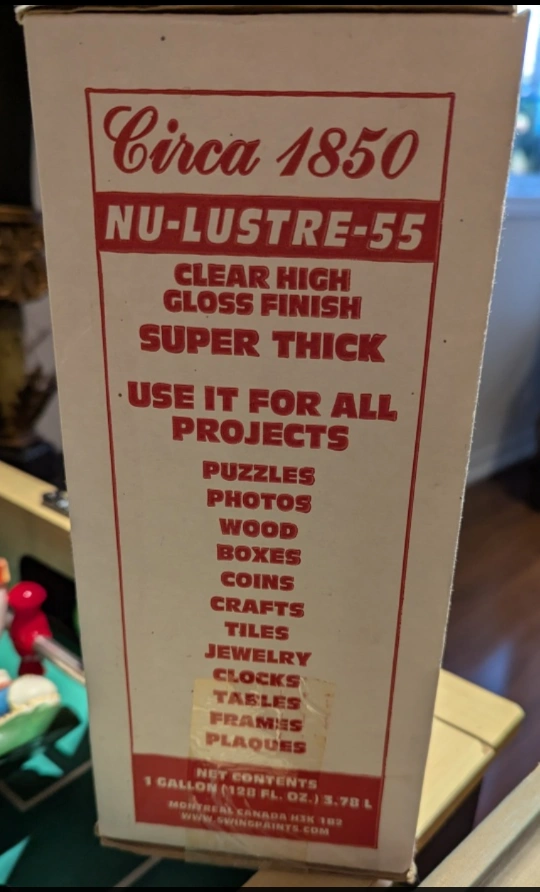 Circa 1850
NU-LUSTRE-55
CLEAR HIGH
GLOSS FINISH
SUPER THICK
USE IT FOR ALL
PROJECTS
PUZZLES
PHOTOS
WOOD
BOXES
COINS
CRAFTS
TILES
JEWELRY
CLOCKS
TABLES
FRAMES
PLAQUES
NET CONTENTS
1 GALLON (128 FL. OZ.) 3.78 L
MONTREAL CANADA H3K 1B2
WWW.SWINGPAINTS.COM